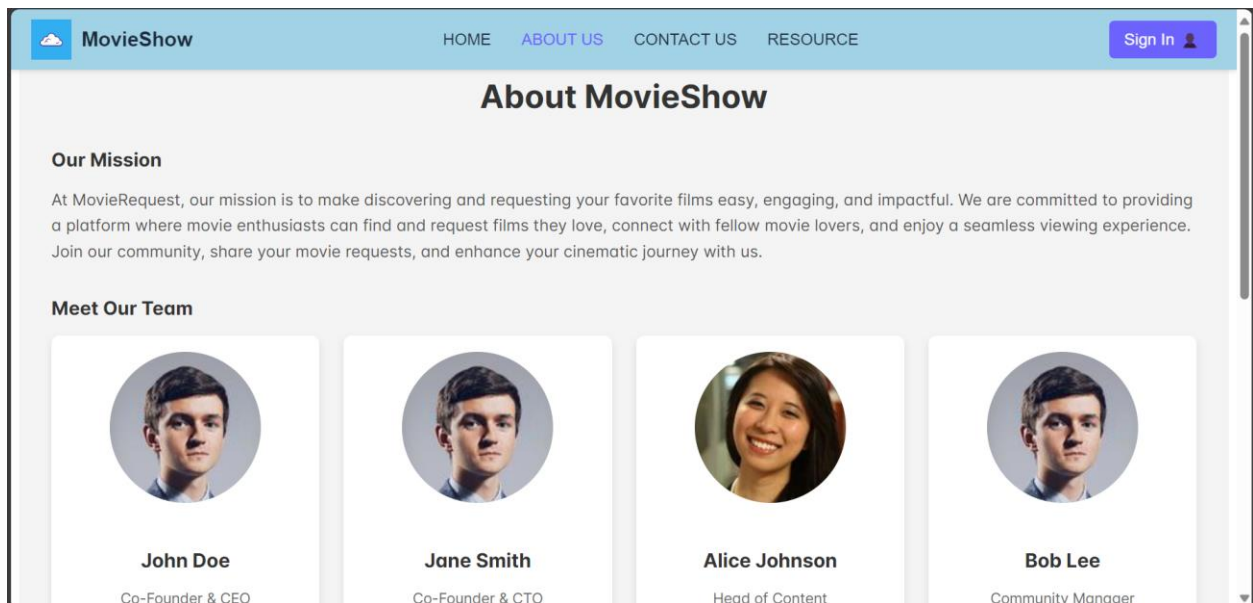 MovieShow
HOME ABOUT US CONTACT US RESOURCE
Sign In
About MovieShow
Our Mission
At MovieRequest, our mission is to make discovering and requesting your favorite films easy, engaging, and impactful. We are committed to providing
a platform where movie enthusiasts can find and request films they love, connect with fellow movie lovers, and enjoy a seamless viewing experience.
Join our community, share your movie requests, and enhance your cinematic journey with us.
Meet Our Team
John Doe
Co-Founder & CEO
Jane Smith
Co-Founder & CTO
Alice Johnson
Head of Content
Bob Lee
Community Manager